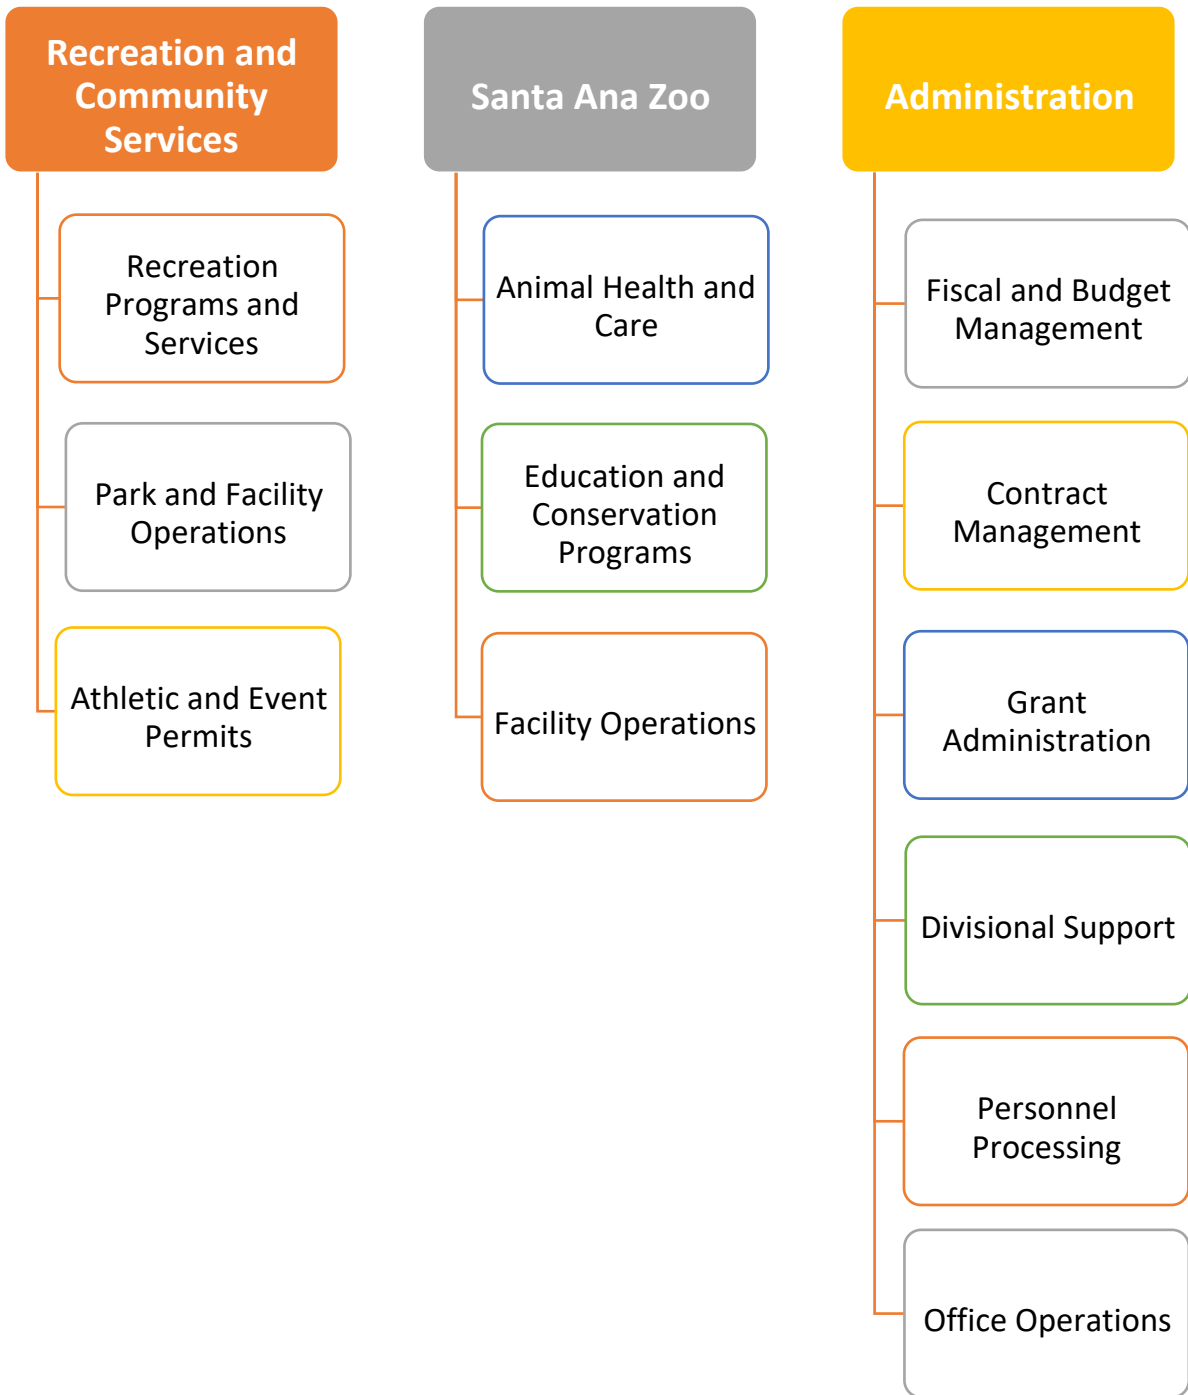 Recreation and
Community
Services
Recreation
Programs and
Services
Park and Facility
Operations
Athletic and Event
Permits
Santa Ana Zoo
Animal Health and
Care
Education and
Conservation
Programs
Facility Operations
Administration
Fiscal and Budget
Management
Contract
Management
Grant
Administration
Divisional Support
Personnel
Processing
Office Operations